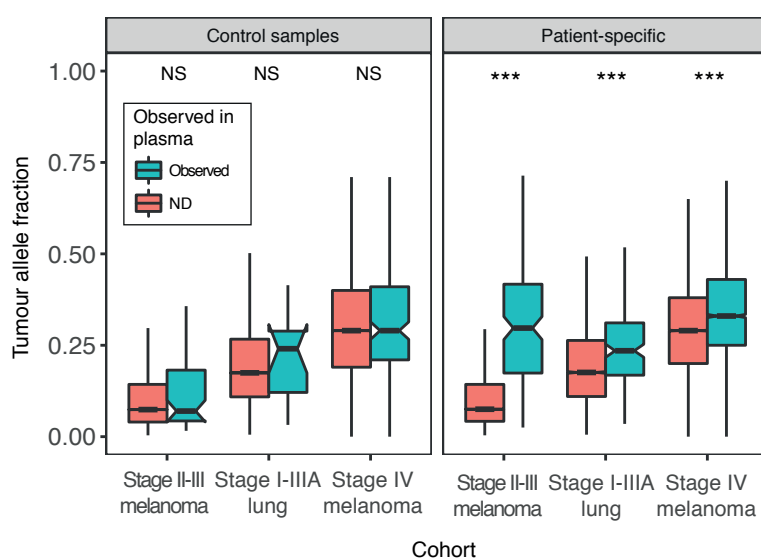 Control samples
Patient-specific
NS NS NS
*** *** ***
Tumour allele fraction
1.00
0.75
0.50
0.25
0.00
Observed in
plasma
Observed
ND
Stage II-III
melanoma
Stage I-IIIA
lung
Stage IV
melanoma
Stage II-III
melanoma
Stage I-IIIA
lung
Stage IV
melanoma
Cohort